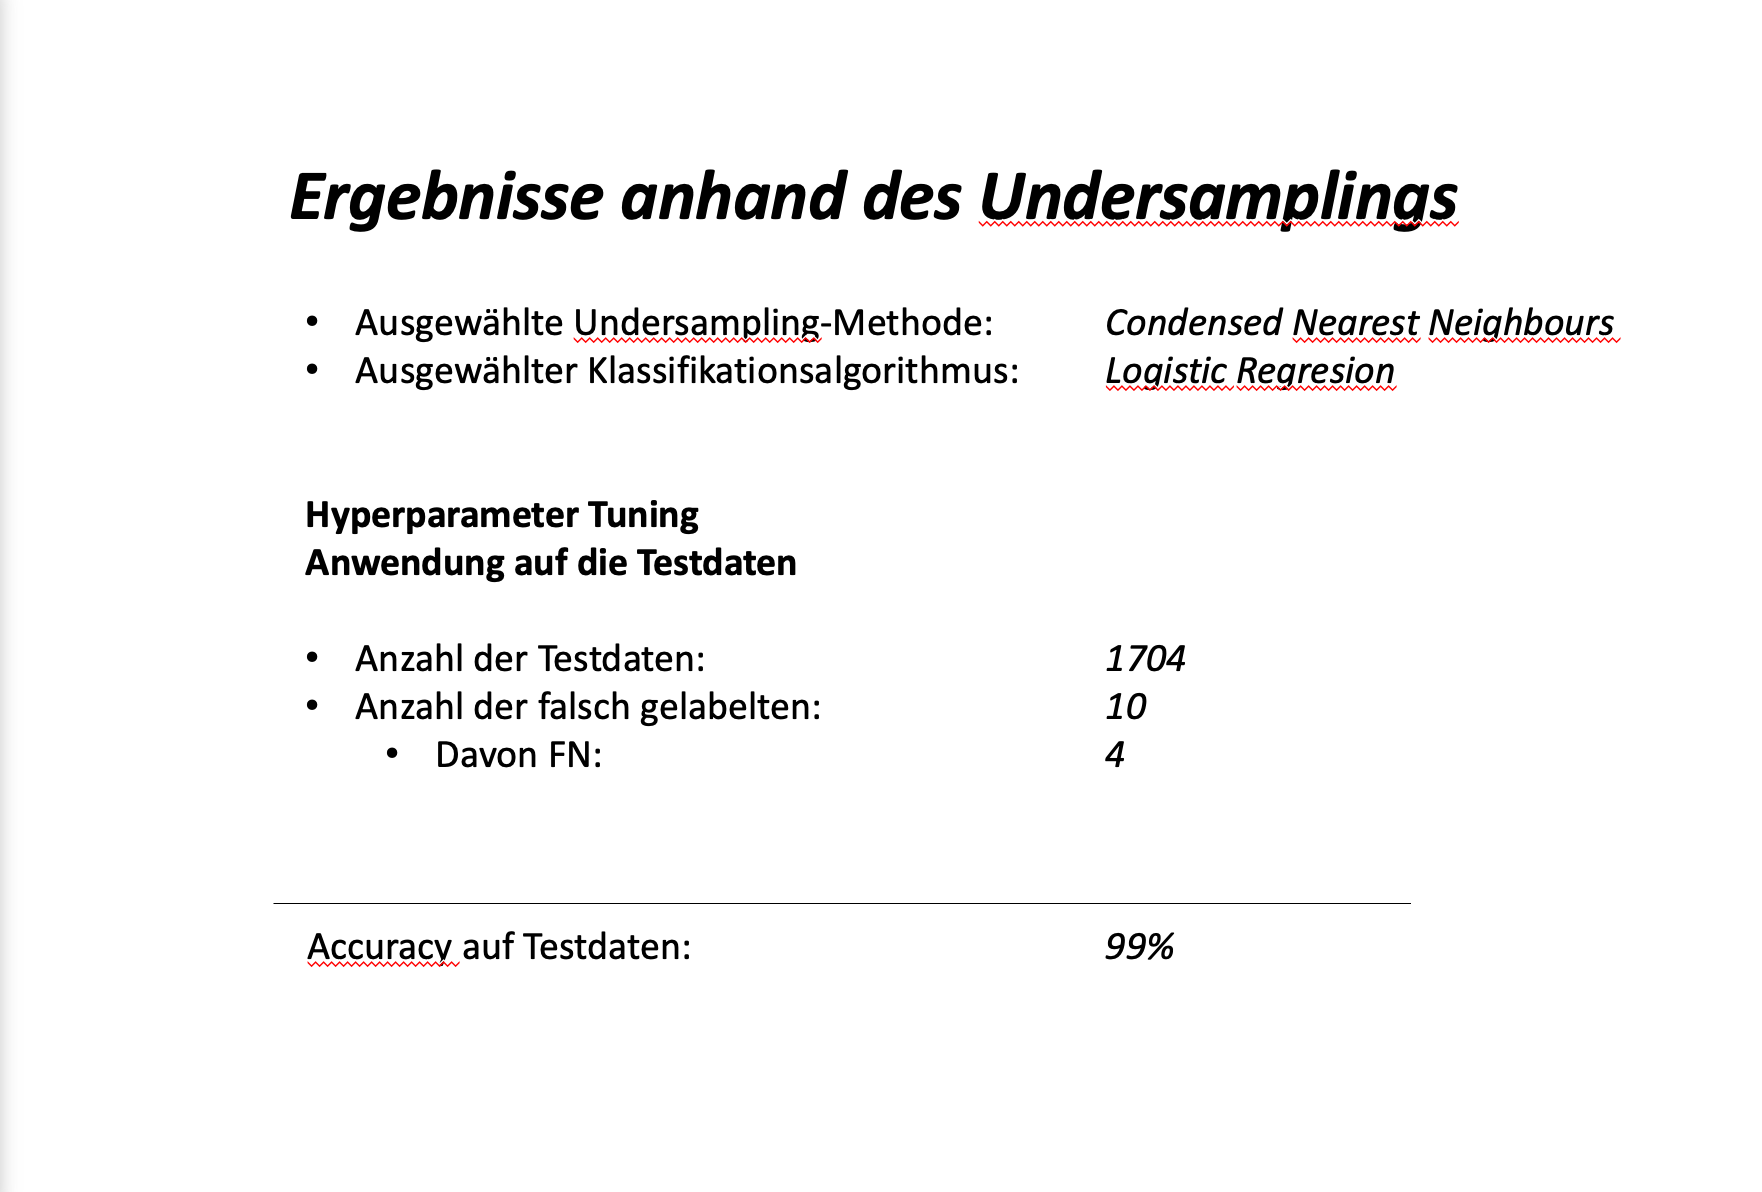 Ergebnisse anhand des Undersamplings
• Ausgewählte Undersampling-Methode: Condensed Nearest Neighbours
• Ausgewählter Klassifikationsalgorithmus: Logistic Regresion
Hyperparameter Tuning
Anwendung auf die Testdaten
• Anzahl der Testdaten: 1704
• Anzahl der falsch gelabelten: 10
• Davon FN: 4
Accuracy auf Testdaten: 99%